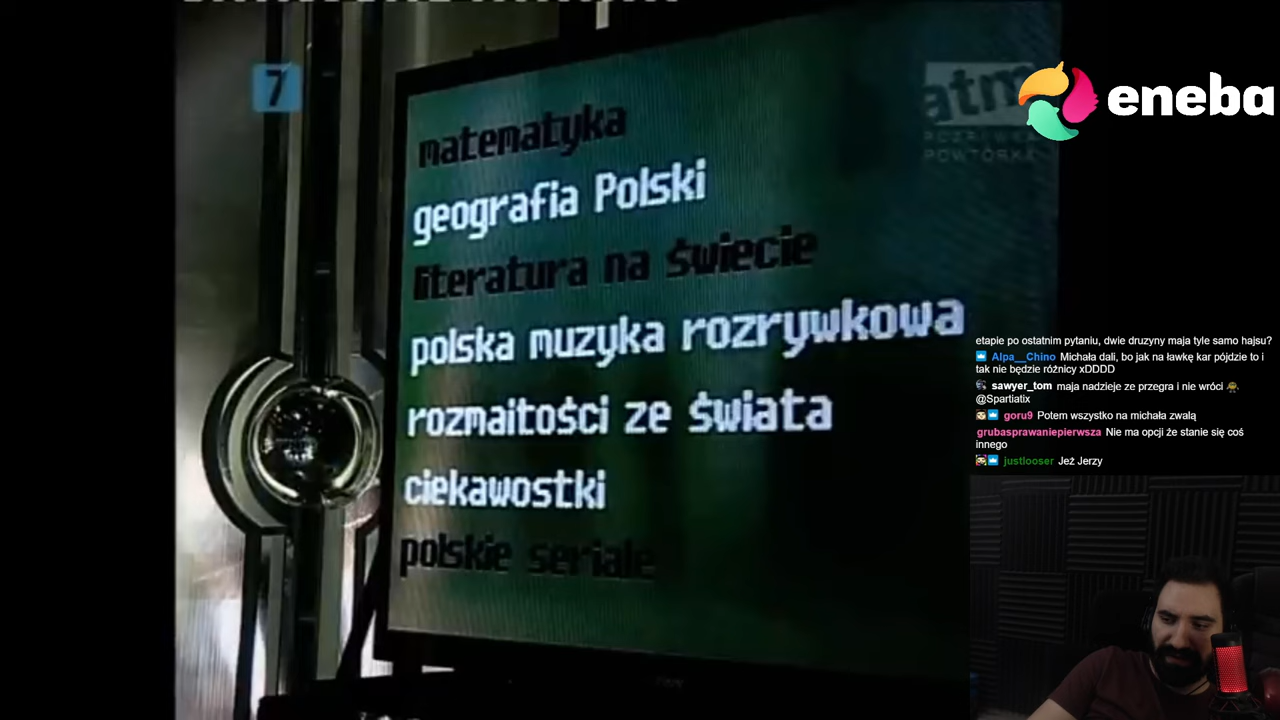 7
atm
ROZRYWKA
POWTÓRKA
eneba
matematyka
geografia Polski
literatura na świecie
polska muzyka rozrywkowa
rozmaitości ze świata
ciekawostki
polskie seriale
etapie po ostatnim pytaniu, dwie druzyny maja tyle samo hajsu?
Alpa__Chino Michała dali, bo jak na ławkę kar pójdzie to i
tak nie będzie różnicy xDDDD
sawyer_tom maja nadzieje ze przegra i nie wróci
@Spartiatix
goru9 Potem wszystko na michała zwalą
grubasprawaniepierwsza Nie ma opcji że stanie się coś
innego
justlooser Jeż Jerzy